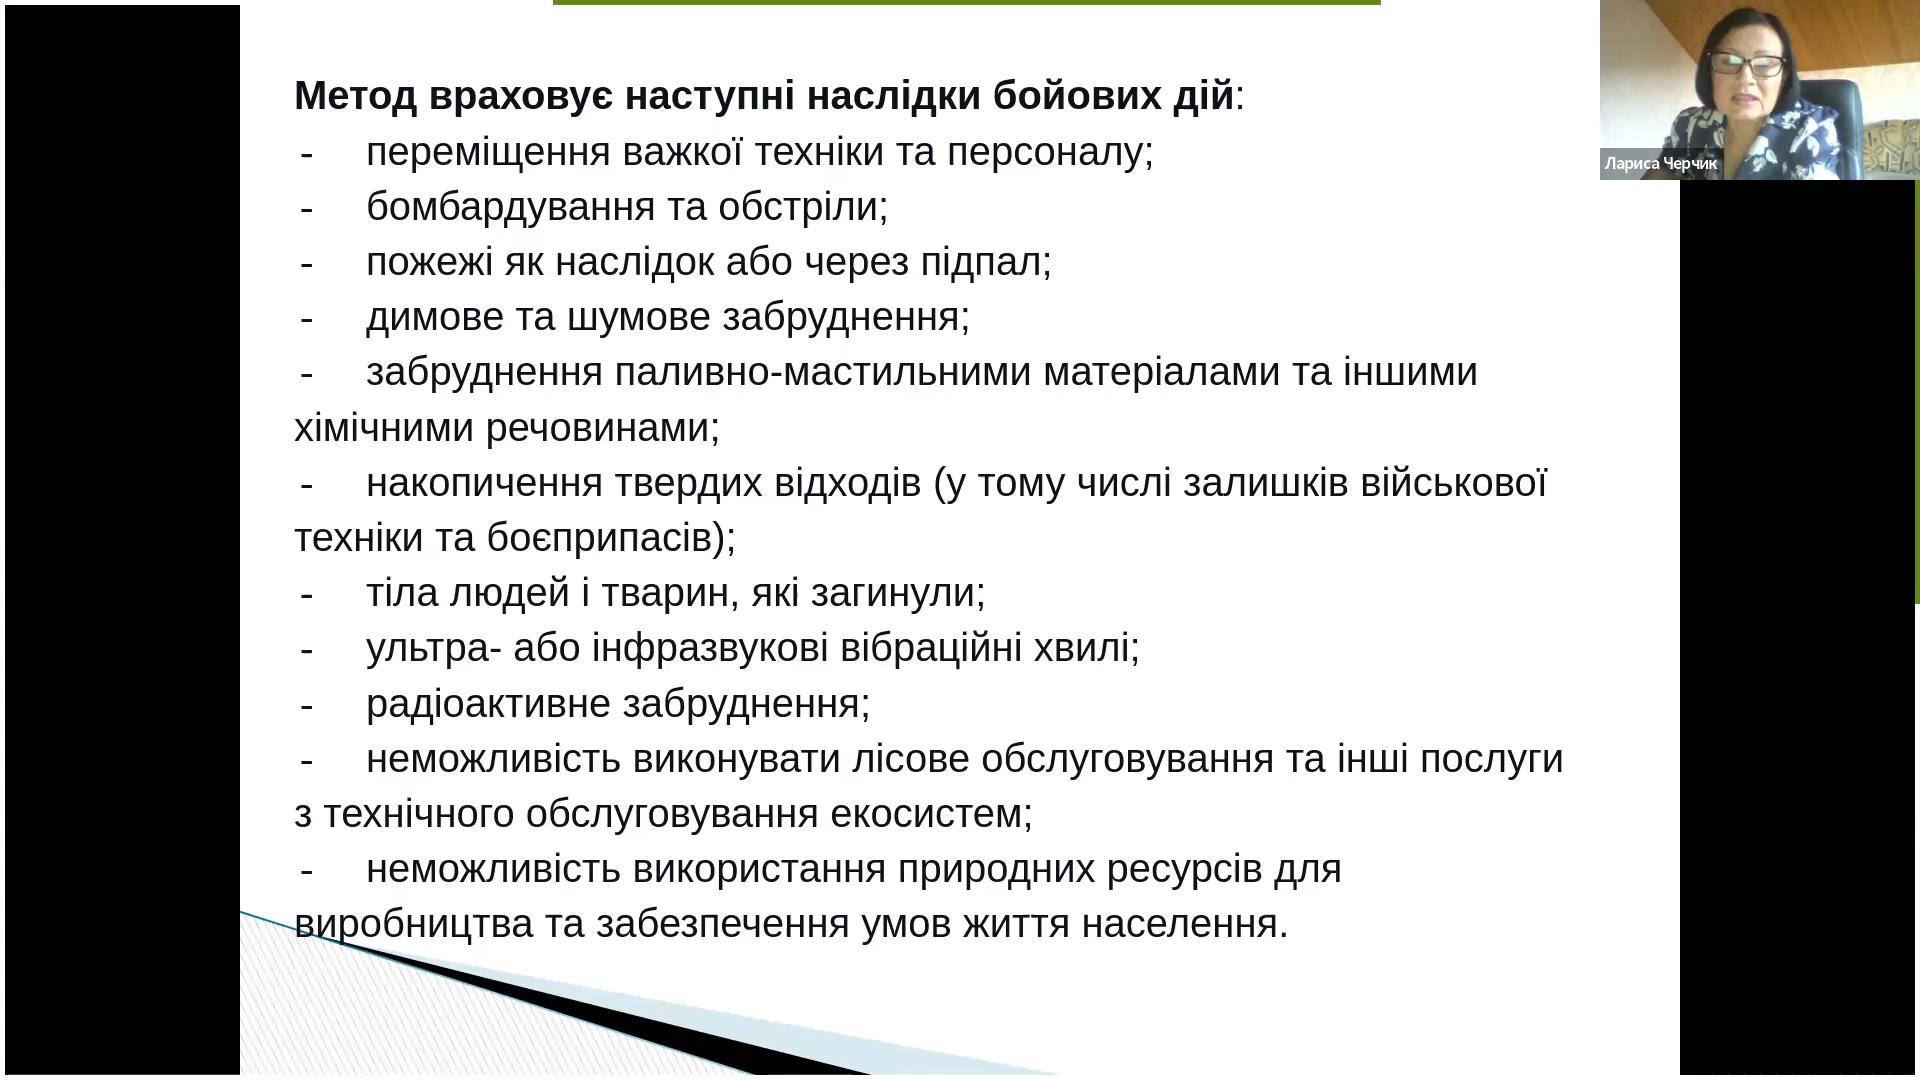 Метод враховує наступні наслідки бойових дій:
- переміщення важкої техніки та персоналу;
- бомбардування та обстріли;
- пожежі як наслідок або через підпал;
- димове та шумове забруднення;
- забруднення паливно-мастильними матеріалами та іншими
хімічними речовинами;
- накопичення твердих відходів (у тому числі залишків військової
техніки та боєприпасів);
- тіла людей і тварин, які загинули;
- ультра- або інфразвукові вібраційні хвилі;
- радіоактивне забруднення;
- неможливість виконувати лісове обслуговування та інші послуги
з технічного обслуговування екосистем;
- неможливість використання природних ресурсів для
виробництва та забезпечення умов життя населення.
Лариса Черчик